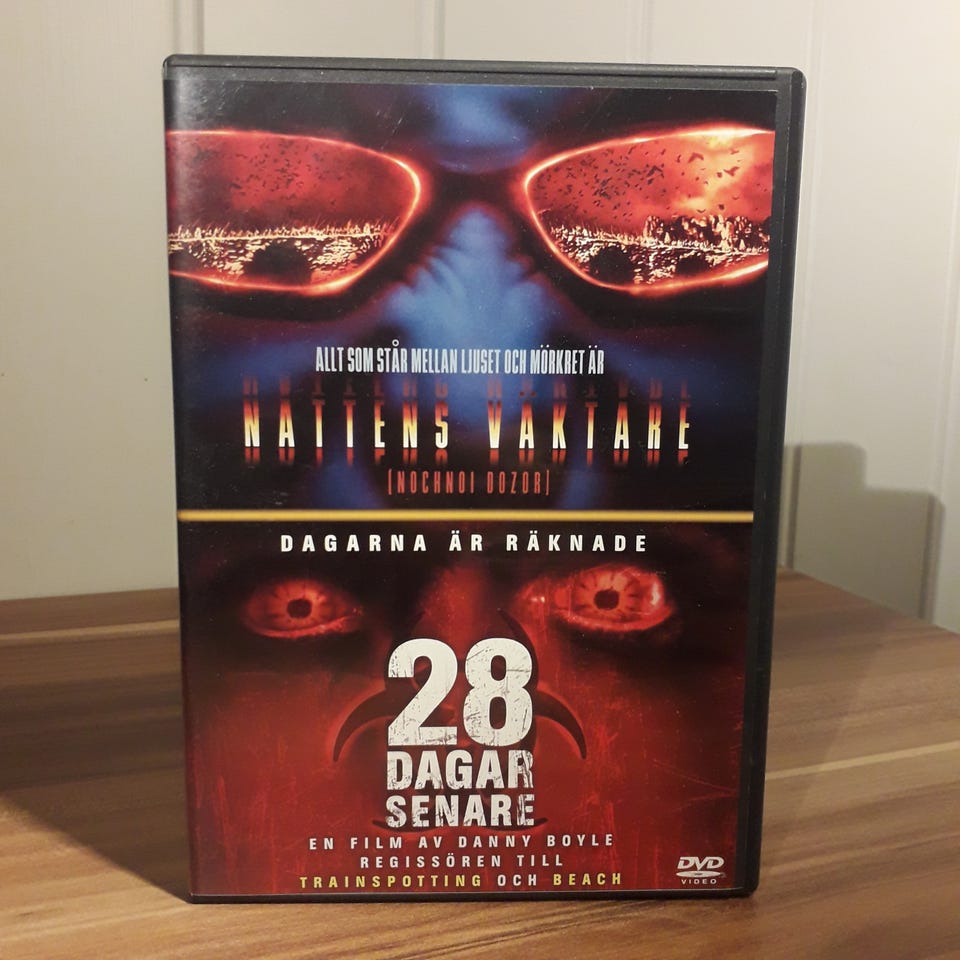 ALLT SOM STÅR MELLAN LJUSET OCH MÖRKRET ÄR
NATTENS VÄKTARE
[NOCHNOI DOZOR]
DAGARNA ÄR RÄKNADE
28
DAGAR
SENARE
EN FILM AV DANNY BOYLE
REGISSÖREN TILL
TRAINSPOTTING OCH BEACH
DVD
VIDEO